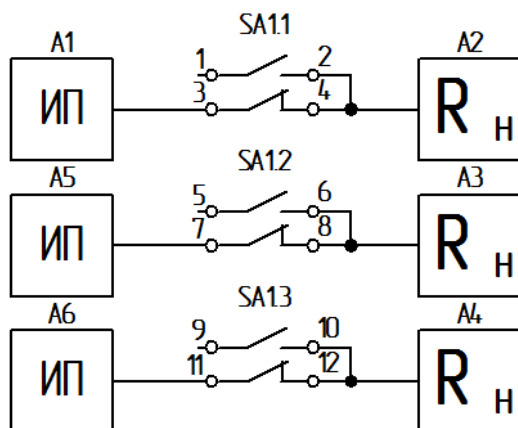 A1 SA1.1 A2
1 2
ИП 3 4 R н
A5 SA1.2 A3
5 6
ИП 7 8 R н
A6 SA1.3 A4
9 10
ИП 11 12 R н